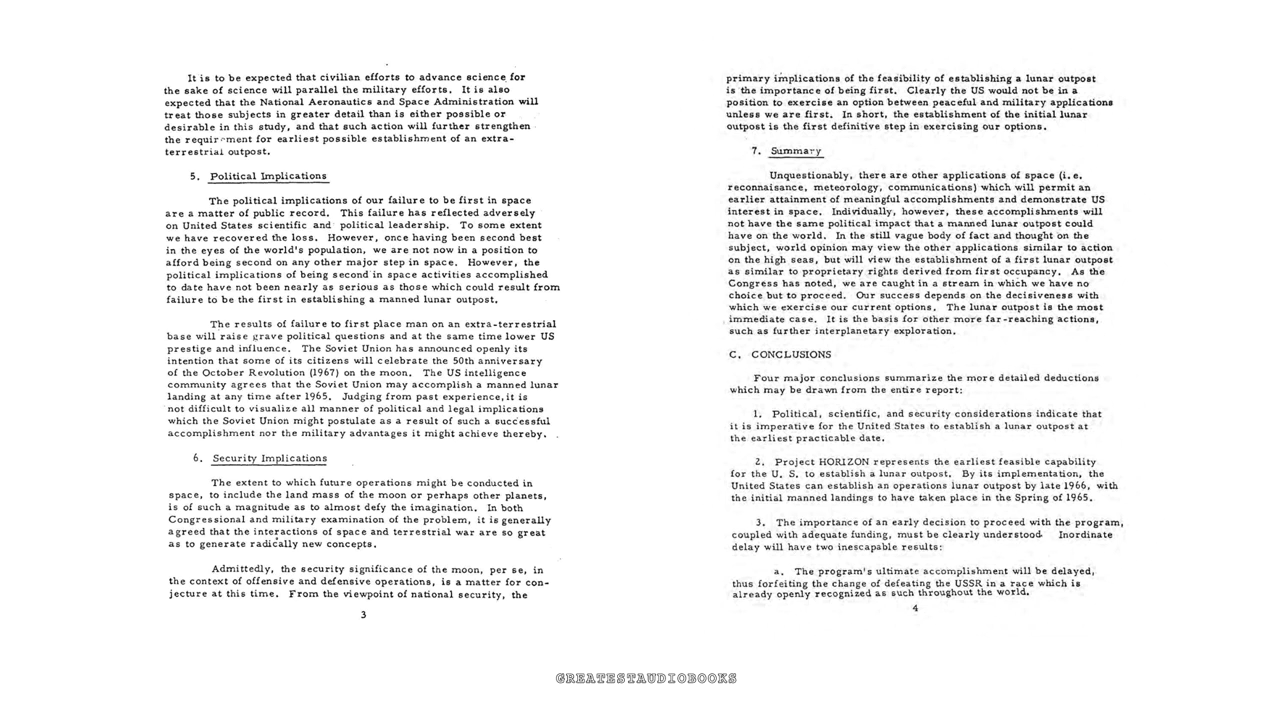 It is to be expected that civilian efforts to advance science for
the sake of science will parallel the military efforts. It is also
expected that the National Aeronautics and Space Administration will
treat those subjects in greater detail than is either possible or
desirable in this study, and that such action will further strengthen
the requirement for earliest possible establishment of an extra-
terrestrial outpost.
5. Political Implications
The political implications of our failure to be first in space
are a matter of public record. This failure has reflected adversely
on United States scientific and political leadership. To some extent
we have recovered the loss. However, once having been second best
in the eyes of the world's population, we are not now in a position to
afford being second on any other major step in space. However, the
political implications of being second in space activities accomplished
to date have not been nearly as serious as those which could result from
failure to be the first in establishing a manned lunar outpost.
The results of failure to first place man on an extra-terrestrial
base will raise grave political questions and at the same time lower US
prestige and influence. The Soviet Union has announced openly its
intention that some of its citizens will celebrate the 50th anniversary
of the October Revolution (1967) on the moon. The US intelligence
community agrees that the Soviet Union may accomplish a manned lunar
landing at any time after 1965. Judging from past experience, it is
not difficult to visualize all manner of political and legal implications
which the Soviet Union might postulate as a result of such a successful
accomplishment nor the military advantages it might achieve thereby.
6. Security Implications
The extent to which future operations might be conducted in
space, to include the land mass of the moon or perhaps other planets,
is of such a magnitude as to almost defy the imagination. In both
Congressional and military examination of the problem, it is generally
agreed that the interactions of space and terrestrial war are so great
as to generate radically new concepts.
Admittedly, the security significance of the moon, per se, in
the context of offensive and defensive operations, is a matter for con-
jecture at this time. From the viewpoint of national security, the
3
primary implications of the feasibility of establishing a lunar outpost
is the importance of being first. Clearly the US would not be in a
position to exercise an option between peaceful and military applications
unless we are first. In short, the establishment of the initial lunar
outpost is the first definitive step in exercising our options.
7. Summary
Unquestionably, there are other applications of space (i.e.
reconnaisance, meteorology, communications) which will permit an
earlier attainment of meaningful accomplishments and demonstrate US
interest in space. Individually, however, these accomplishments will
not have the same political impact that a manned lunar outpost could
have on the world. In the still vague body of fact and thought on the
subject, world opinion may view the other applications similar to action
on the high seas, but will view the establishment of a first lunar outpost
as similar to proprietary rights derived from first occupancy. As the
Congress has noted, we are caught in a stream in which we have no
choice but to proceed. Our success depends on the decisiveness with
which we exercise our current options. The lunar outpost is the most
immediate case. It is the basis for other more far-reaching actions,
such as further interplanetary exploration.
C. CONCLUSIONS
Four major conclusions summarize the more detailed deductions
which may be drawn from the entire report:
1. Political, scientific, and security considerations indicate that
it is imperative for the United States to establish a lunar outpost at
the earliest practicable date.
2. Project HORIZON represents the earliest feasible capability
for the U. S. to establish a lunar outpost. By its implementation, the
United States can establish an operations lunar outpost by late 1966, with
the initial manned landings to have taken place in the Spring of 1965.
3. The importance of an early decision to proceed with the program,
coupled with adequate funding, must be clearly understood. Inordinate
delay will have two inescapable results:
a. The program's ultimate accomplishment will be delayed,
thus forfeiting the change of defeating the USSR in a race which is
already openly recognized as such throughout the world.
4
GREATESTAUDIOBOOKS